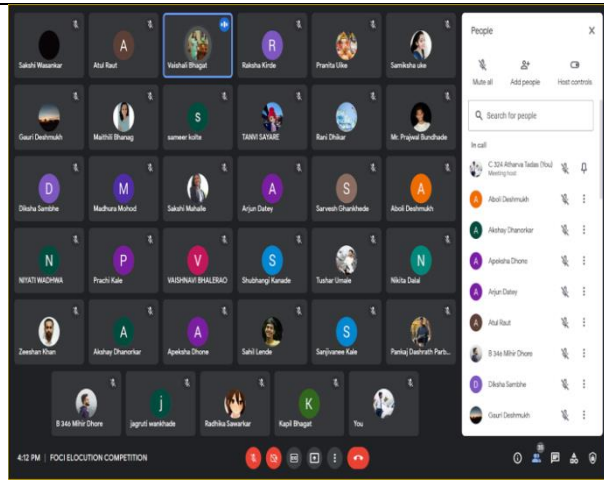 Sakshi Wasankar
A
Atul Raut
Vaishali Bhagat
R
Raksha Kirde
Pranita Uike
Samiksha uke
Gauri Deshmukh
Maithili Bhanag
S
sameer kolte
TANVI SAYARE
Rani Dhikar
Mr. Prajwal Bundhade
D
Diksha Sambhe
M
Madhura Mohod
Sakshi Mahalle
A
Arjun Datey
S
Sarvesh Ghankhede
A
Aboli Deshmukh
N
NIYATI WADHWA
P
Prachi Kale
V
VAISHNAVI BHALERAO
S
Shubhangi Kanade
Tushar Umale
N
Nikita Dalal
Zeeshan Khan
A
Akshay Dhanorkar
A
Apeksha Dhone
Sahil Lende
S
Sanjivanee Kale
Pankaj Dashrath Parb...
B 346 Mihir Dhore
j
jagruti wankhade
Radhika Sawarkar
K
Kapil Bhagat
You
4:12 PM | FOCI ELOCUTION COMPETITION
People
Mute all
Add people
Host controls
Search for people
In call
C 324 Atharva Tadas (You)
Meeting host
A
Aboli Deshmukh
A
Akshay Dhanorkar
A
Apeksha Dhone
A
Arjun Datey
A
Atul Raut
B 346 Mihir Dhore
D
Diksha Sambhe
Gauri Deshmukh